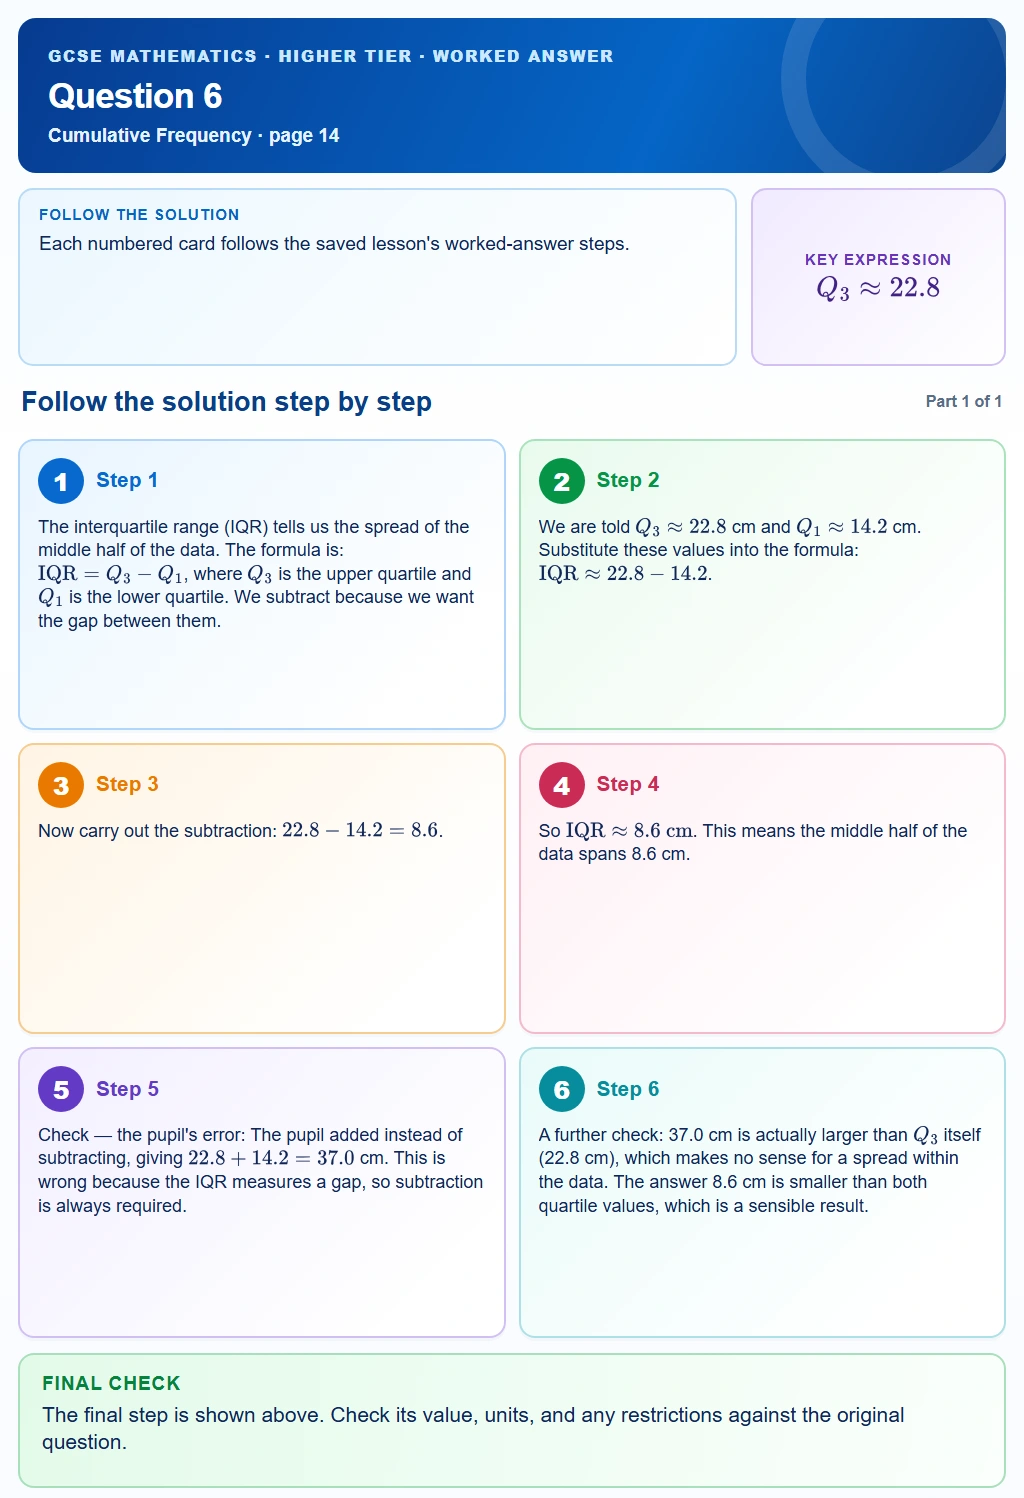 GCSE MATHEMATICS · HIGHER TIER · WORKED ANSWER
Question 6
Cumulative Frequency · page 14
FOLLOW THE SOLUTION
Each numbered card follows the saved lesson's worked-answer steps.
KEY EXPRESSION
Q₃ ≈ 22.8
Follow the solution step by step
Part 1 of 1
1 Step 1
The interquartile range (IQR) tells us the spread of the
middle half of the data. The formula is:
IQR = Q₃ − Q₁, where Q₃ is the upper quartile and
Q₁ is the lower quartile. We subtract because we want
the gap between them.
2 Step 2
We are told Q₃ ≈ 22.8 cm and Q₁ ≈ 14.2 cm.
Substitute these values into the formula:
IQR ≈ 22.8 − 14.2.
3 Step 3
Now carry out the subtraction: 22.8 − 14.2 = 8.6.
4 Step 4
So IQR ≈ 8.6 cm. This means the middle half of the
data spans 8.6 cm.
5 Step 5
Check — the pupil's error: The pupil added instead of
subtracting, giving 22.8 + 14.2 = 37.0 cm. This is
wrong because the IQR measures a gap, so subtraction
is always required.
6 Step 6
A further check: 37.0 cm is actually larger than Q₃ itself
(22.8 cm), which makes no sense for a spread within
the data. The answer 8.6 cm is smaller than both
quartile values, which is a sensible result.
FINAL CHECK
The final step is shown above. Check its value, units, and any restrictions against the original
question.